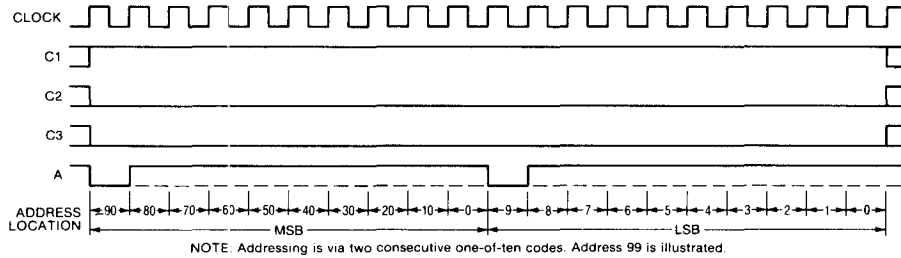 CLOCK
C1
C2
C3
A
ADDRESS LOCATION
90 80 70 60 50 40 30 20 10 0 9 8 7 6 5 4 3 2 1 0
MSB LSB
NOTE: Addressing is via two consecutive one-of-ten codes. Address 99 is illustrated.